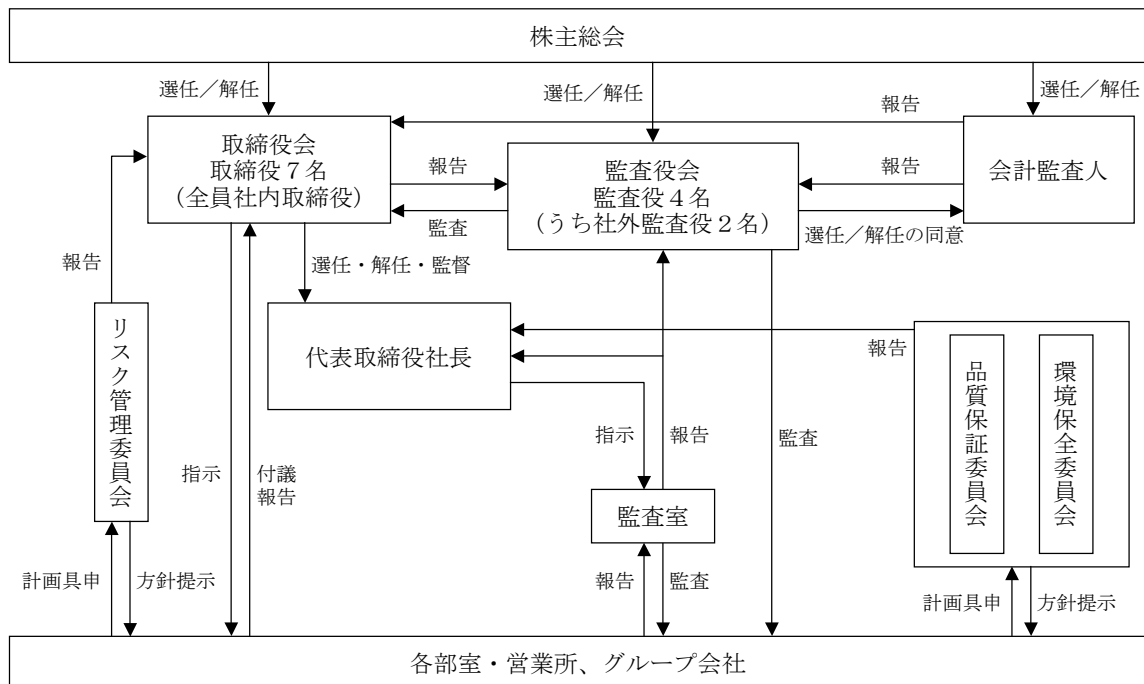 株主総会
選任／解任
選任／解任
選任／解任
報告
取締役会
取締役７名
（全員社内取締役）
報告
監査
監査役会
監査役４名
（うち社外監査役２名）
報告
会計監査人
選任／解任の同意
報告
選任・解任・監督
リスク管理委員会
代表取締役社長
報告
品質保証委員会
環境保全委員会
指示
付議
報告
指示
報告
監査
監査室
計画具申
方針提示
報告
監査
計画具申
方針提示
各部室・営業所、グループ会社